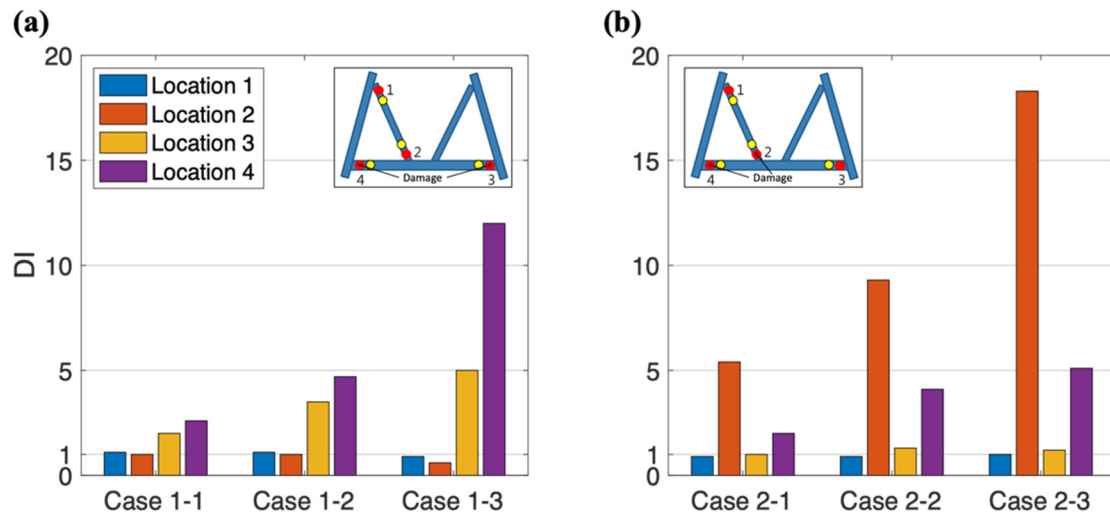 (a)
20
15
10
5
1
0
DI
Location 1
Location 2
Location 3
Location 4
1
2
4
Damage
3
Case 1-1
Case 1-2
Case 1-3
(b)
20
15
10
5
1
0
1
2
4
Damage
3
Case 2-1
Case 2-2
Case 2-3